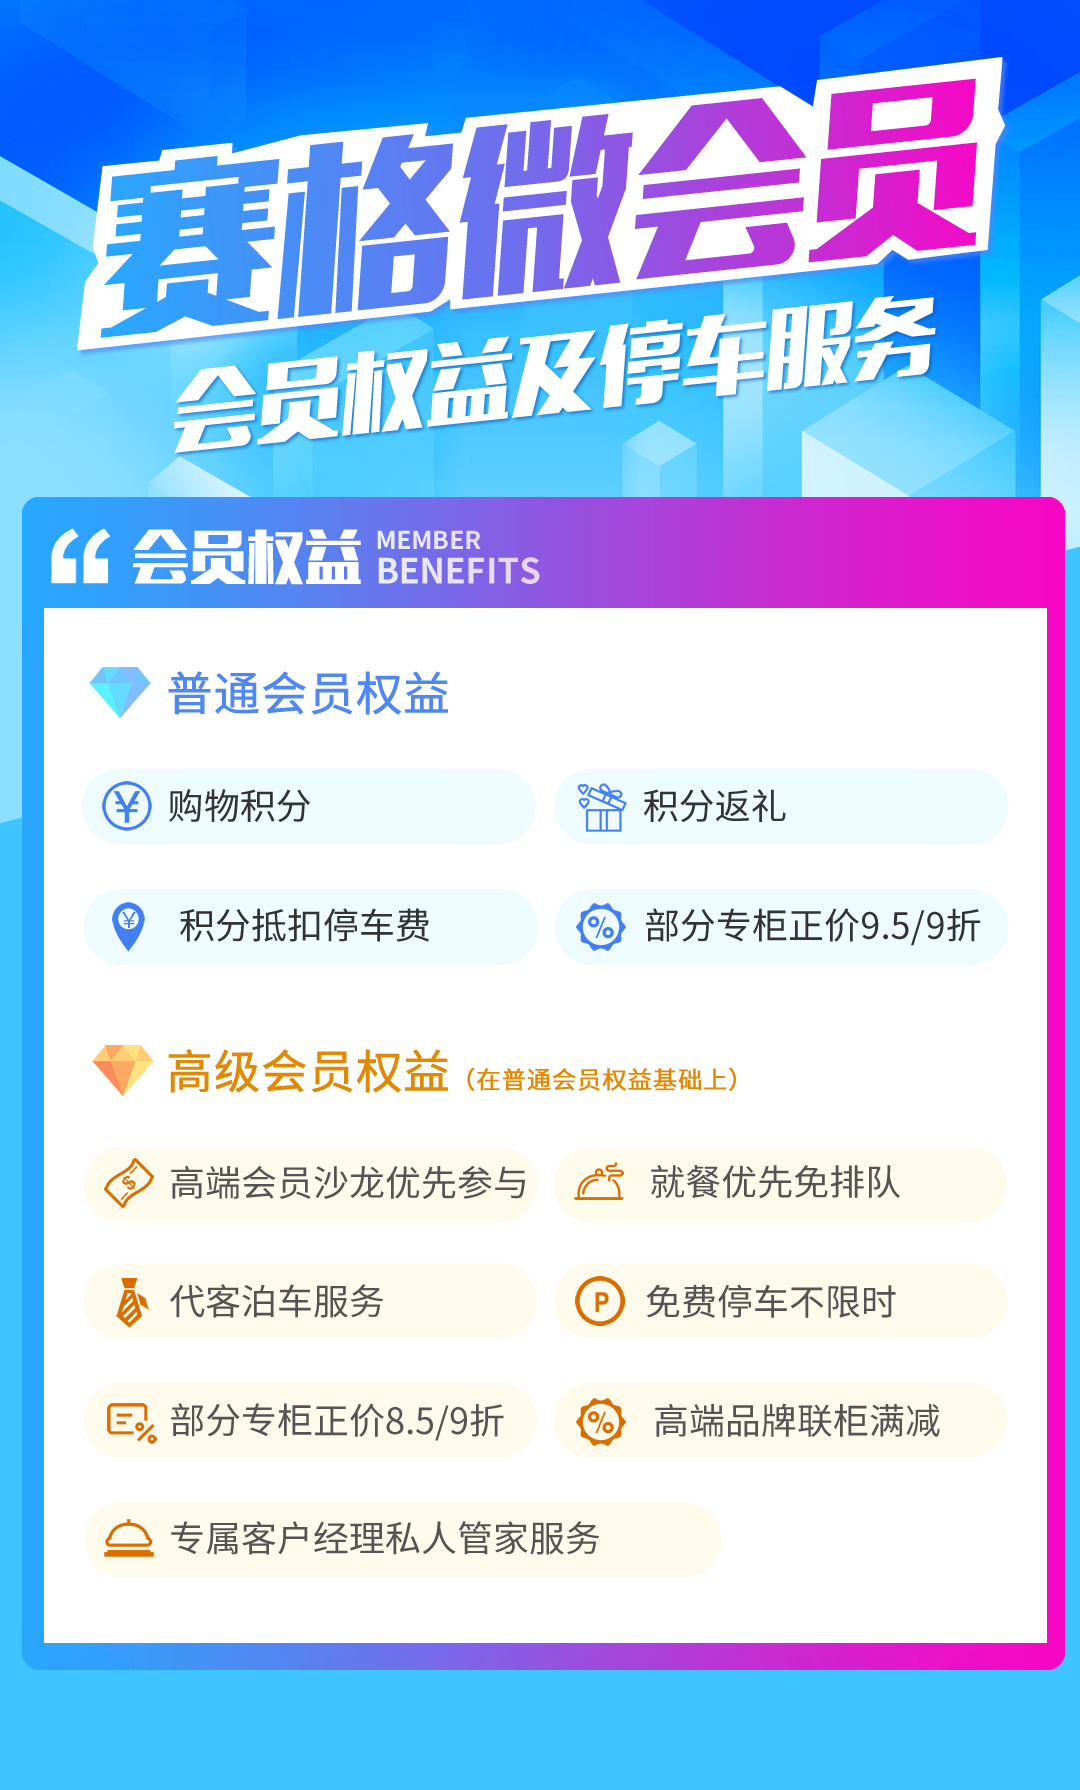 赛格微会员
会员权益及停车服务
会员权益 MEMBER BENEFITS
普通会员权益
¥ 购物积分
积分返礼
¥ 积分抵扣停车费
% 部分专柜正价9.5/9折
高级会员权益（在普通会员权益基础上）
$ 高端会员沙龙优先参与
就餐优先免排队
代客泊车服务
P 免费停车不限时
% 部分专柜正价8.5/9折
% 高端品牌联柜满减
专属客户经理私人管家服务